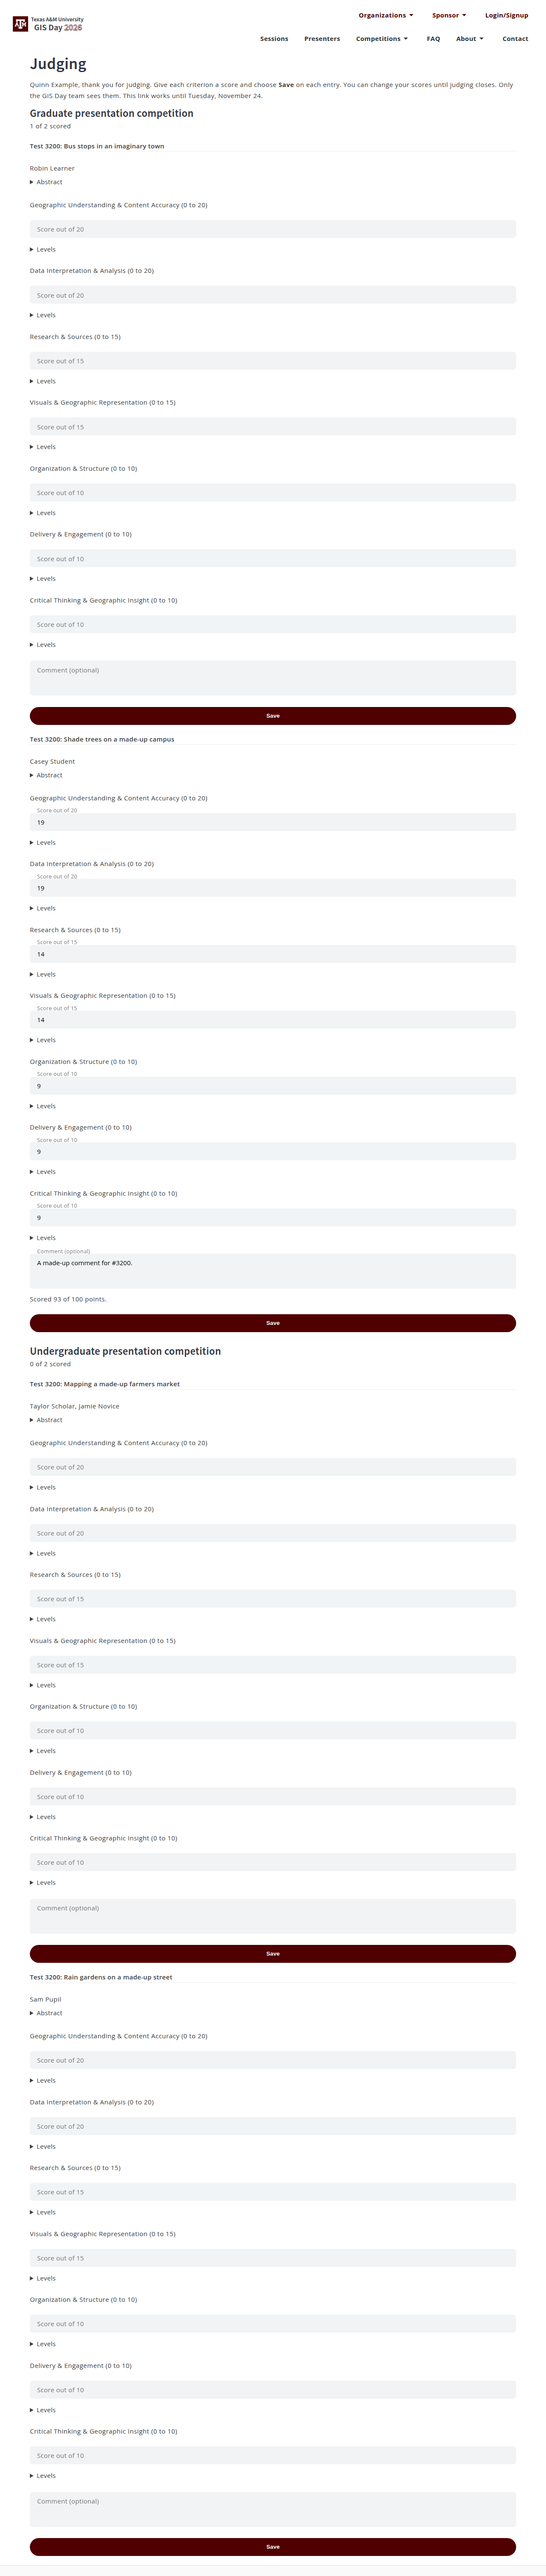 Organizations Sponsor Login/Signup
Texas A&M University
GIS Day 2026
Sessions Presenters Competitions FAQ About Contact
Judging
Quinn Example, thank you for judging. Give each criterion a score and choose Save on each entry. You can change your scores until judging closes. Only
the GIS Day team sees them. This link works until Tuesday, November 24.
Graduate presentation competition
1 of 2 scored
Test 3200: Bus stops in an imaginary town
Robin Learner
Abstract
Geographic Understanding & Content Accuracy (0 to 20)
Score out of 20
Levels
Data Interpretation & Analysis (0 to 20)
Score out of 20
Levels
Research & Sources (0 to 15)
Score out of 15
Levels
Visuals & Geographic Representation (0 to 15)
Score out of 15
Levels
Organization & Structure (0 to 10)
Score out of 10
Levels
Delivery & Engagement (0 to 10)
Score out of 10
Levels
Critical Thinking & Geographic Insight (0 to 10)
Score out of 10
Levels
Comment (optional)
Save
Test 3200: Shade trees on a made-up campus
Casey Student
Abstract
Geographic Understanding & Content Accuracy (0 to 20)
Score out of 20
19
Levels
Data Interpretation & Analysis (0 to 20)
Score out of 20
19
Levels
Research & Sources (0 to 15)
Score out of 15
14
Levels
Visuals & Geographic Representation (0 to 15)
Score out of 15
14
Levels
Organization & Structure (0 to 10)
Score out of 10
9
Levels
Delivery & Engagement (0 to 10)
Score out of 10
9
Levels
Critical Thinking & Geographic Insight (0 to 10)
Score out of 10
9
Levels
Comment (optional)
A made-up comment for #3200.
Scored 93 of 100 points.
Save
Undergraduate presentation competition
0 of 2 scored
Test 3200: Mapping a made-up farmers market
Taylor Scholar, Jamie Novice
Abstract
Geographic Understanding & Content Accuracy (0 to 20)
Score out of 20
Levels
Data Interpretation & Analysis (0 to 20)
Score out of 20
Levels
Research & Sources (0 to 15)
Score out of 15
Levels
Visuals & Geographic Representation (0 to 15)
Score out of 15
Levels
Organization & Structure (0 to 10)
Score out of 10
Levels
Delivery & Engagement (0 to 10)
Score out of 10
Levels
Critical Thinking & Geographic Insight (0 to 10)
Score out of 10
Levels
Comment (optional)
Save
Test 3200: Rain gardens on a made-up street
Sam Pupil
Abstract
Geographic Understanding & Content Accuracy (0 to 20)
Score out of 20
Levels
Data Interpretation & Analysis (0 to 20)
Score out of 20
Levels
Research & Sources (0 to 15)
Score out of 15
Levels
Visuals & Geographic Representation (0 to 15)
Score out of 15
Levels
Organization & Structure (0 to 10)
Score out of 10
Levels
Delivery & Engagement (0 to 10)
Score out of 10
Levels
Critical Thinking & Geographic Insight (0 to 10)
Score out of 10
Levels
Comment (optional)
Save